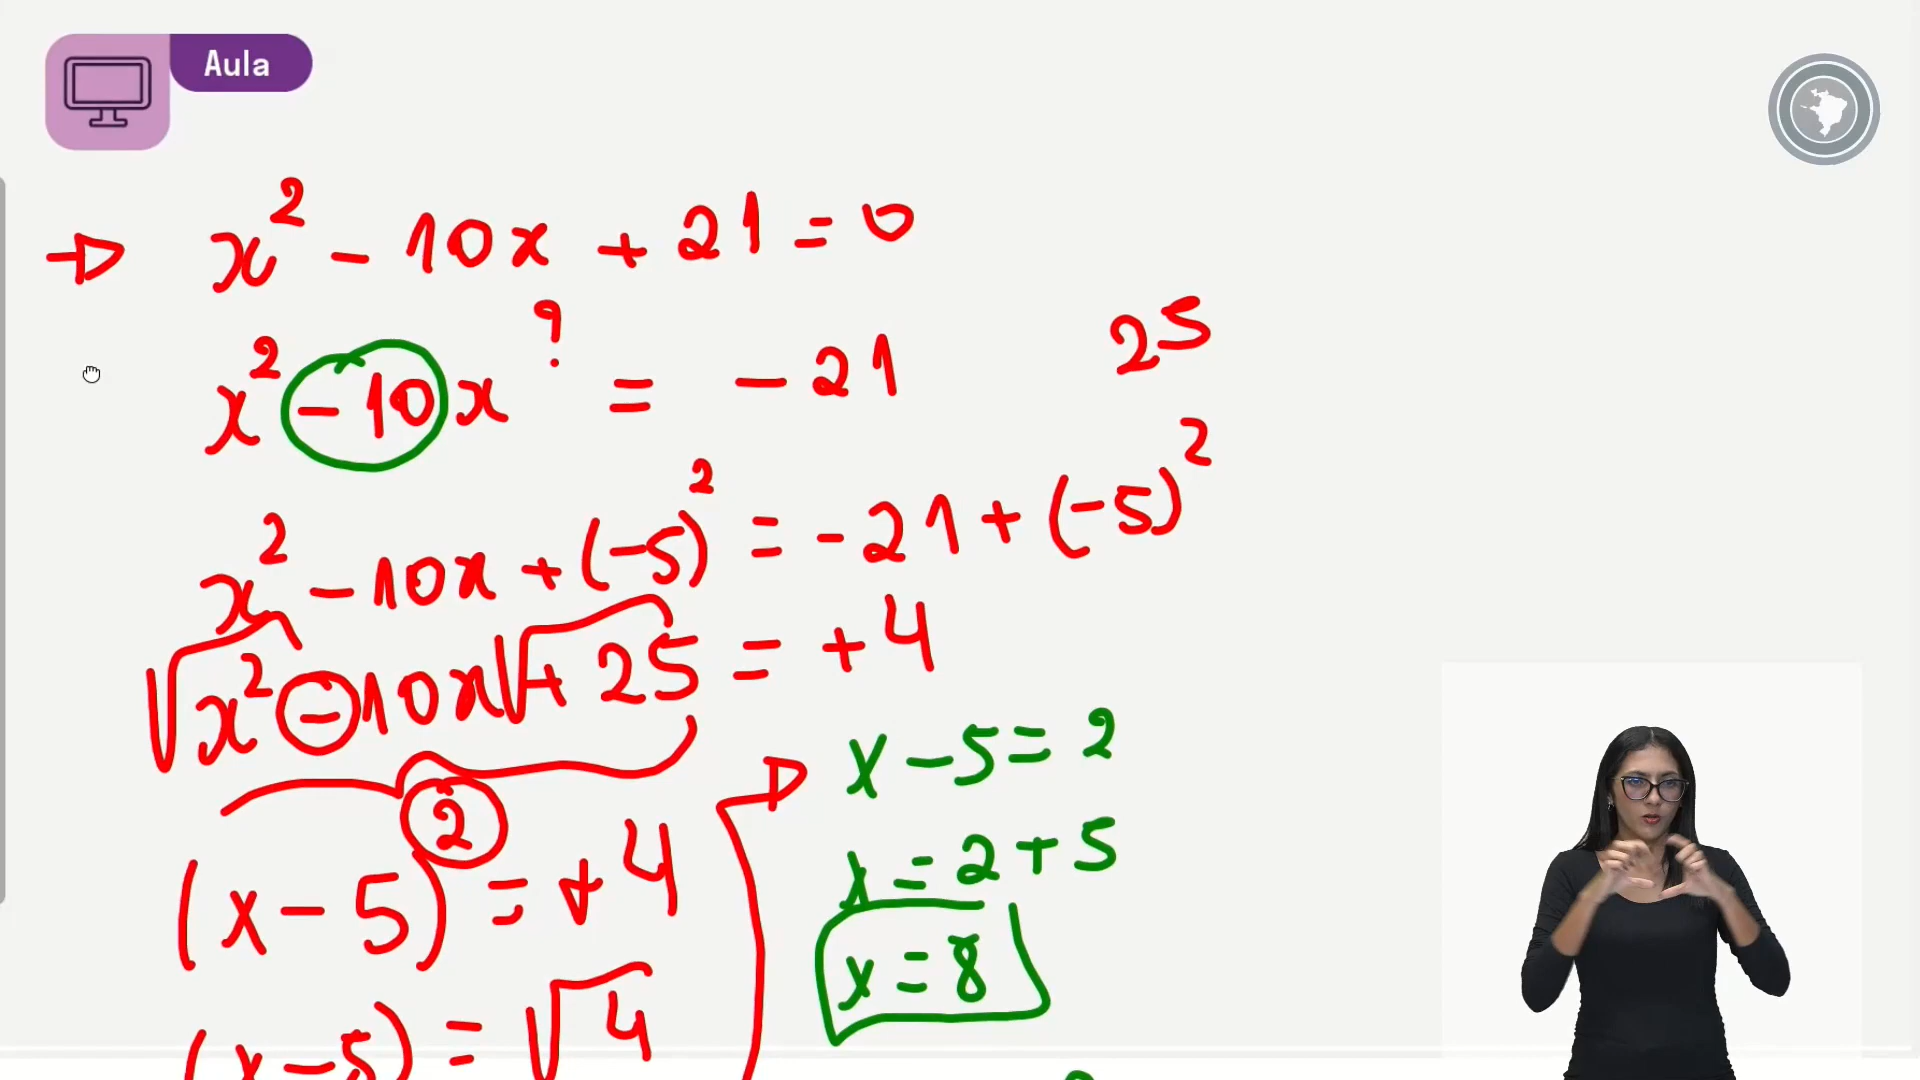 Aula
x² - 10x + 21 = 0
?
x² - 10x = - 21
25
x² - 10x + (-5)² = - 21 + (-5)²
√x² - 10x √+ 25 = + 4
2
(x - 5) = + 4
(x - 5) = √4
x - 5 = 2
x = 2 + 5
x = 8